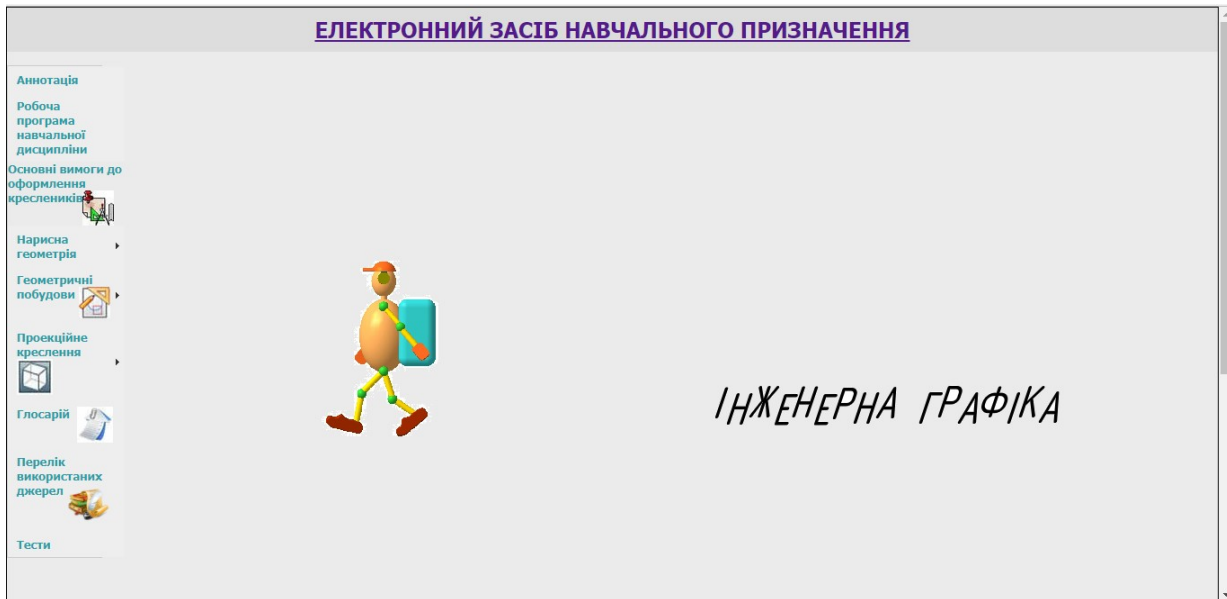 ЕЛЕКТРОННИЙ ЗАСІБ НАВЧАЛЬНОГО ПРИЗНАЧЕННЯ
Аннотація
Робоча
програма
навчальної
дисципліни
Основні вимоги до
оформлення
креслеників
Нарисна
геометрія
Геометричні
побудови
Проекційне
креслення
Глосарій
Перелік
використаних
джерел
Тести
ІНЖЕНЕРНА ГРАФІКА